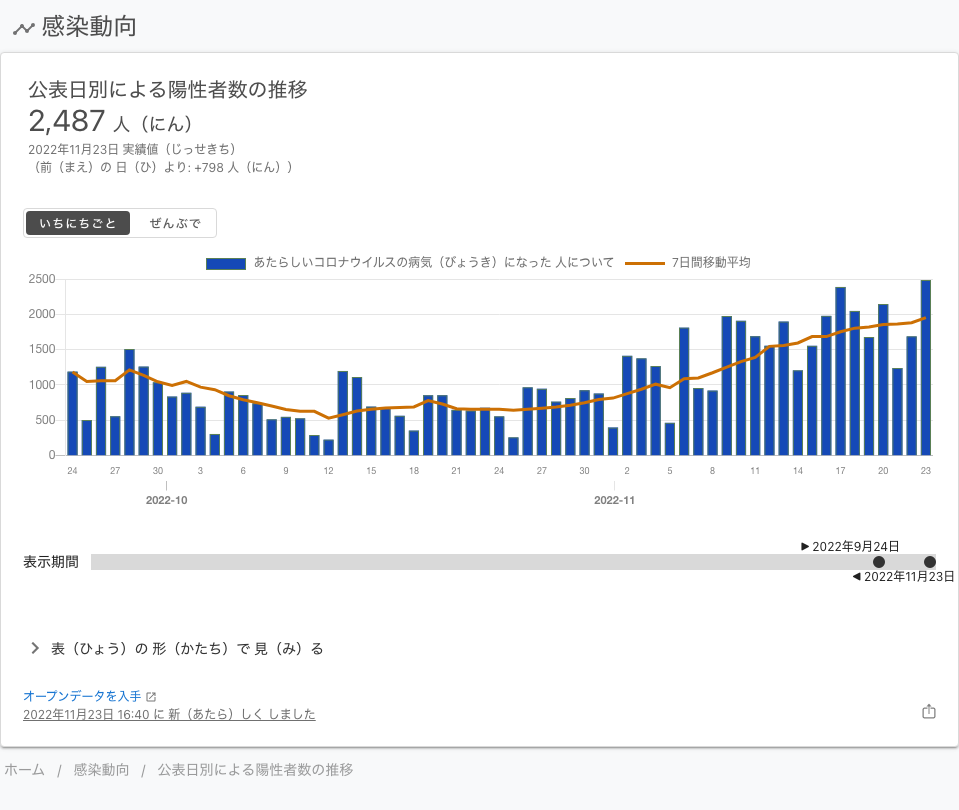 感染動向
公表日別による陽性者数の推移
2,487 人（にん）
2022年11月23日 実績値（じっせきち）
（前（まえ）の 日（ひ）より: +798 人（にん））
いちにちごと ぜんぶで
あたらしいコロナウイルスの病気（びょうき）になった 人について 7日間移動平均
2500
2000
1500
1000
500
0
24 27 30 3 6 9 12 15 18 21 24 27 30 2 5 8 11 14 17 20 23
2022-10 2022-11
2022年9月24日
表示期間
2022年11月23日
表（ひょう）の 形（かたち）で 見（み）る
オープンデータを入手
2022年11月23日 16:40 に 新（あたら）しく しました
ホーム / 感染動向 / 公表日別による陽性者数の推移